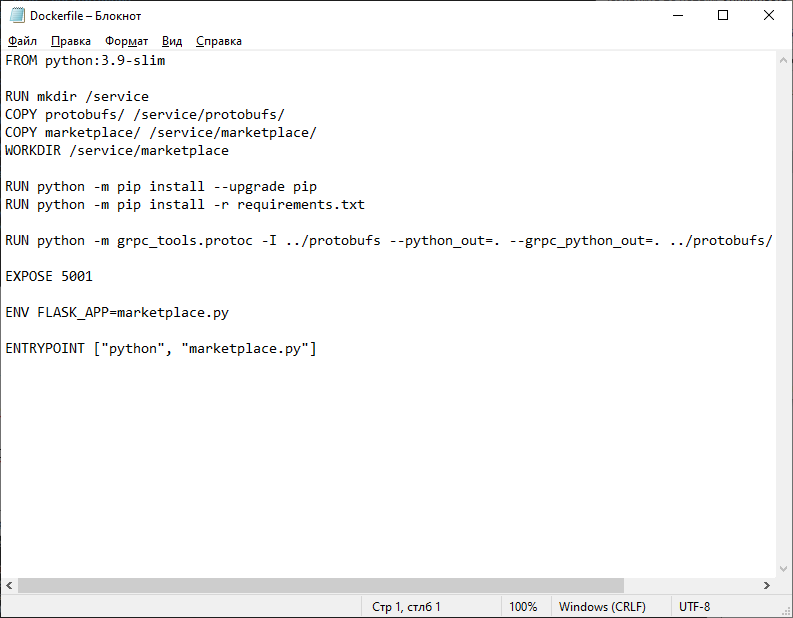 Dockerfile – Блокнот
Файл Правка Формат Вид Справка
FROM python:3.9-slim
RUN mkdir /service
COPY protobufs/ /service/protobufs/
COPY marketplace/ /service/marketplace/
WORKDIR /service/marketplace
RUN python -m pip install --upgrade pip
RUN python -m pip install -r requirements.txt
RUN python -m grpc_tools.protoc -I ../protobufs --python_out=. --grpc_python_out=. ../protobufs/
EXPOSE 5001
ENV FLASK_APP=marketplace.py
ENTRYPOINT ["python", "marketplace.py"]
Стр 1, стлб 1 100% Windows (CRLF) UTF-8